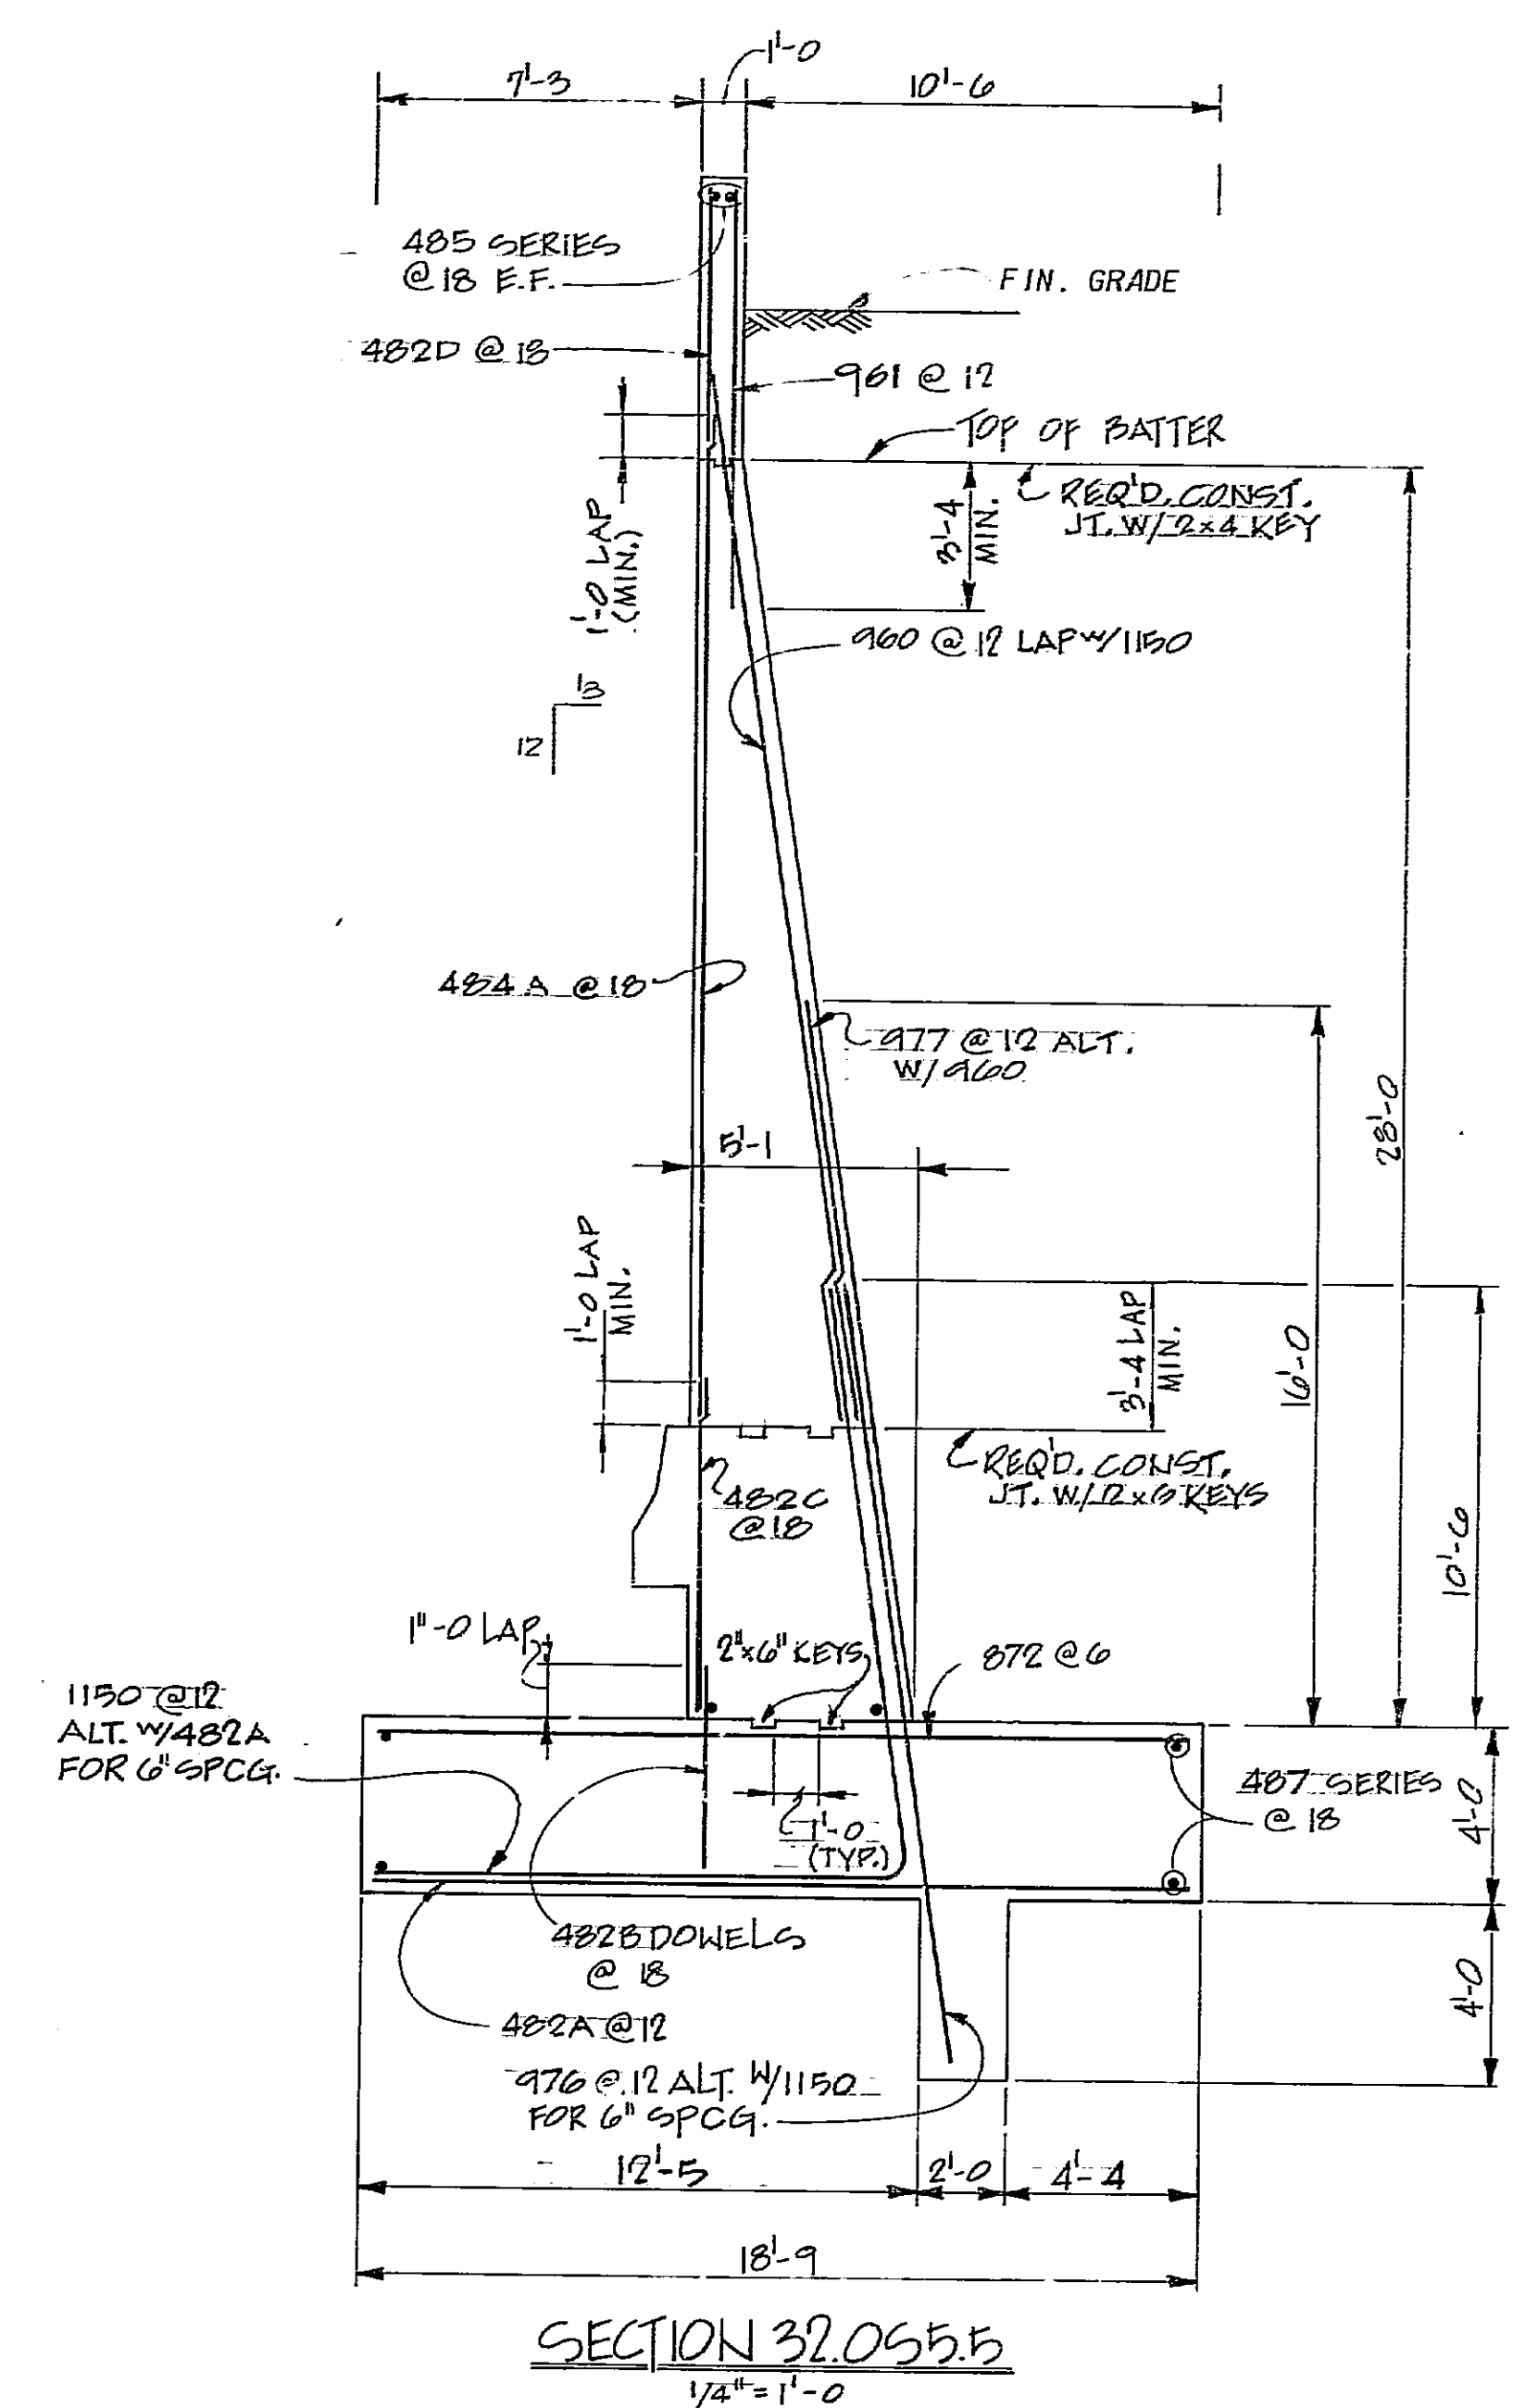 1'-0
7'-3
10'-6
485 SERIES
@ 18 E.F.
FIN. GRADE
482D @ 18
961 @ 12
TOP OF BATTER
REQ'D. CONST.
JT. W/ 2x4 KEY
3'-4
MIN.
1'-0 LAP
(MIN.)
960 @ 12 LAP W/1150
12
484A @ 18
977 @ 12 ALT.
W/ 960
28'-0
5'-1
1'-0 LAP
MIN.
3'-4 LAP
MIN.
16'-0
REQ'D. CONST.
JT. W/ 2x6 KEYS
482C
@ 18
10'-6
1"-0 LAP
2"x6" KEYS
872 @ 6
1150 @ 12
ALT. W/482A
FOR 6" SPCG.
487 SERIES
@ 18
4'-0
1'-0
(TYP.)
482B DOWELS
@ 18
482A @ 12
4'-0
976 @ 12 ALT. W/1150
FOR 6" SPCG.
12'-5
2'-0
4'-4
18'-9
SECTION 32.0S5.5
1/4" = 1'-0